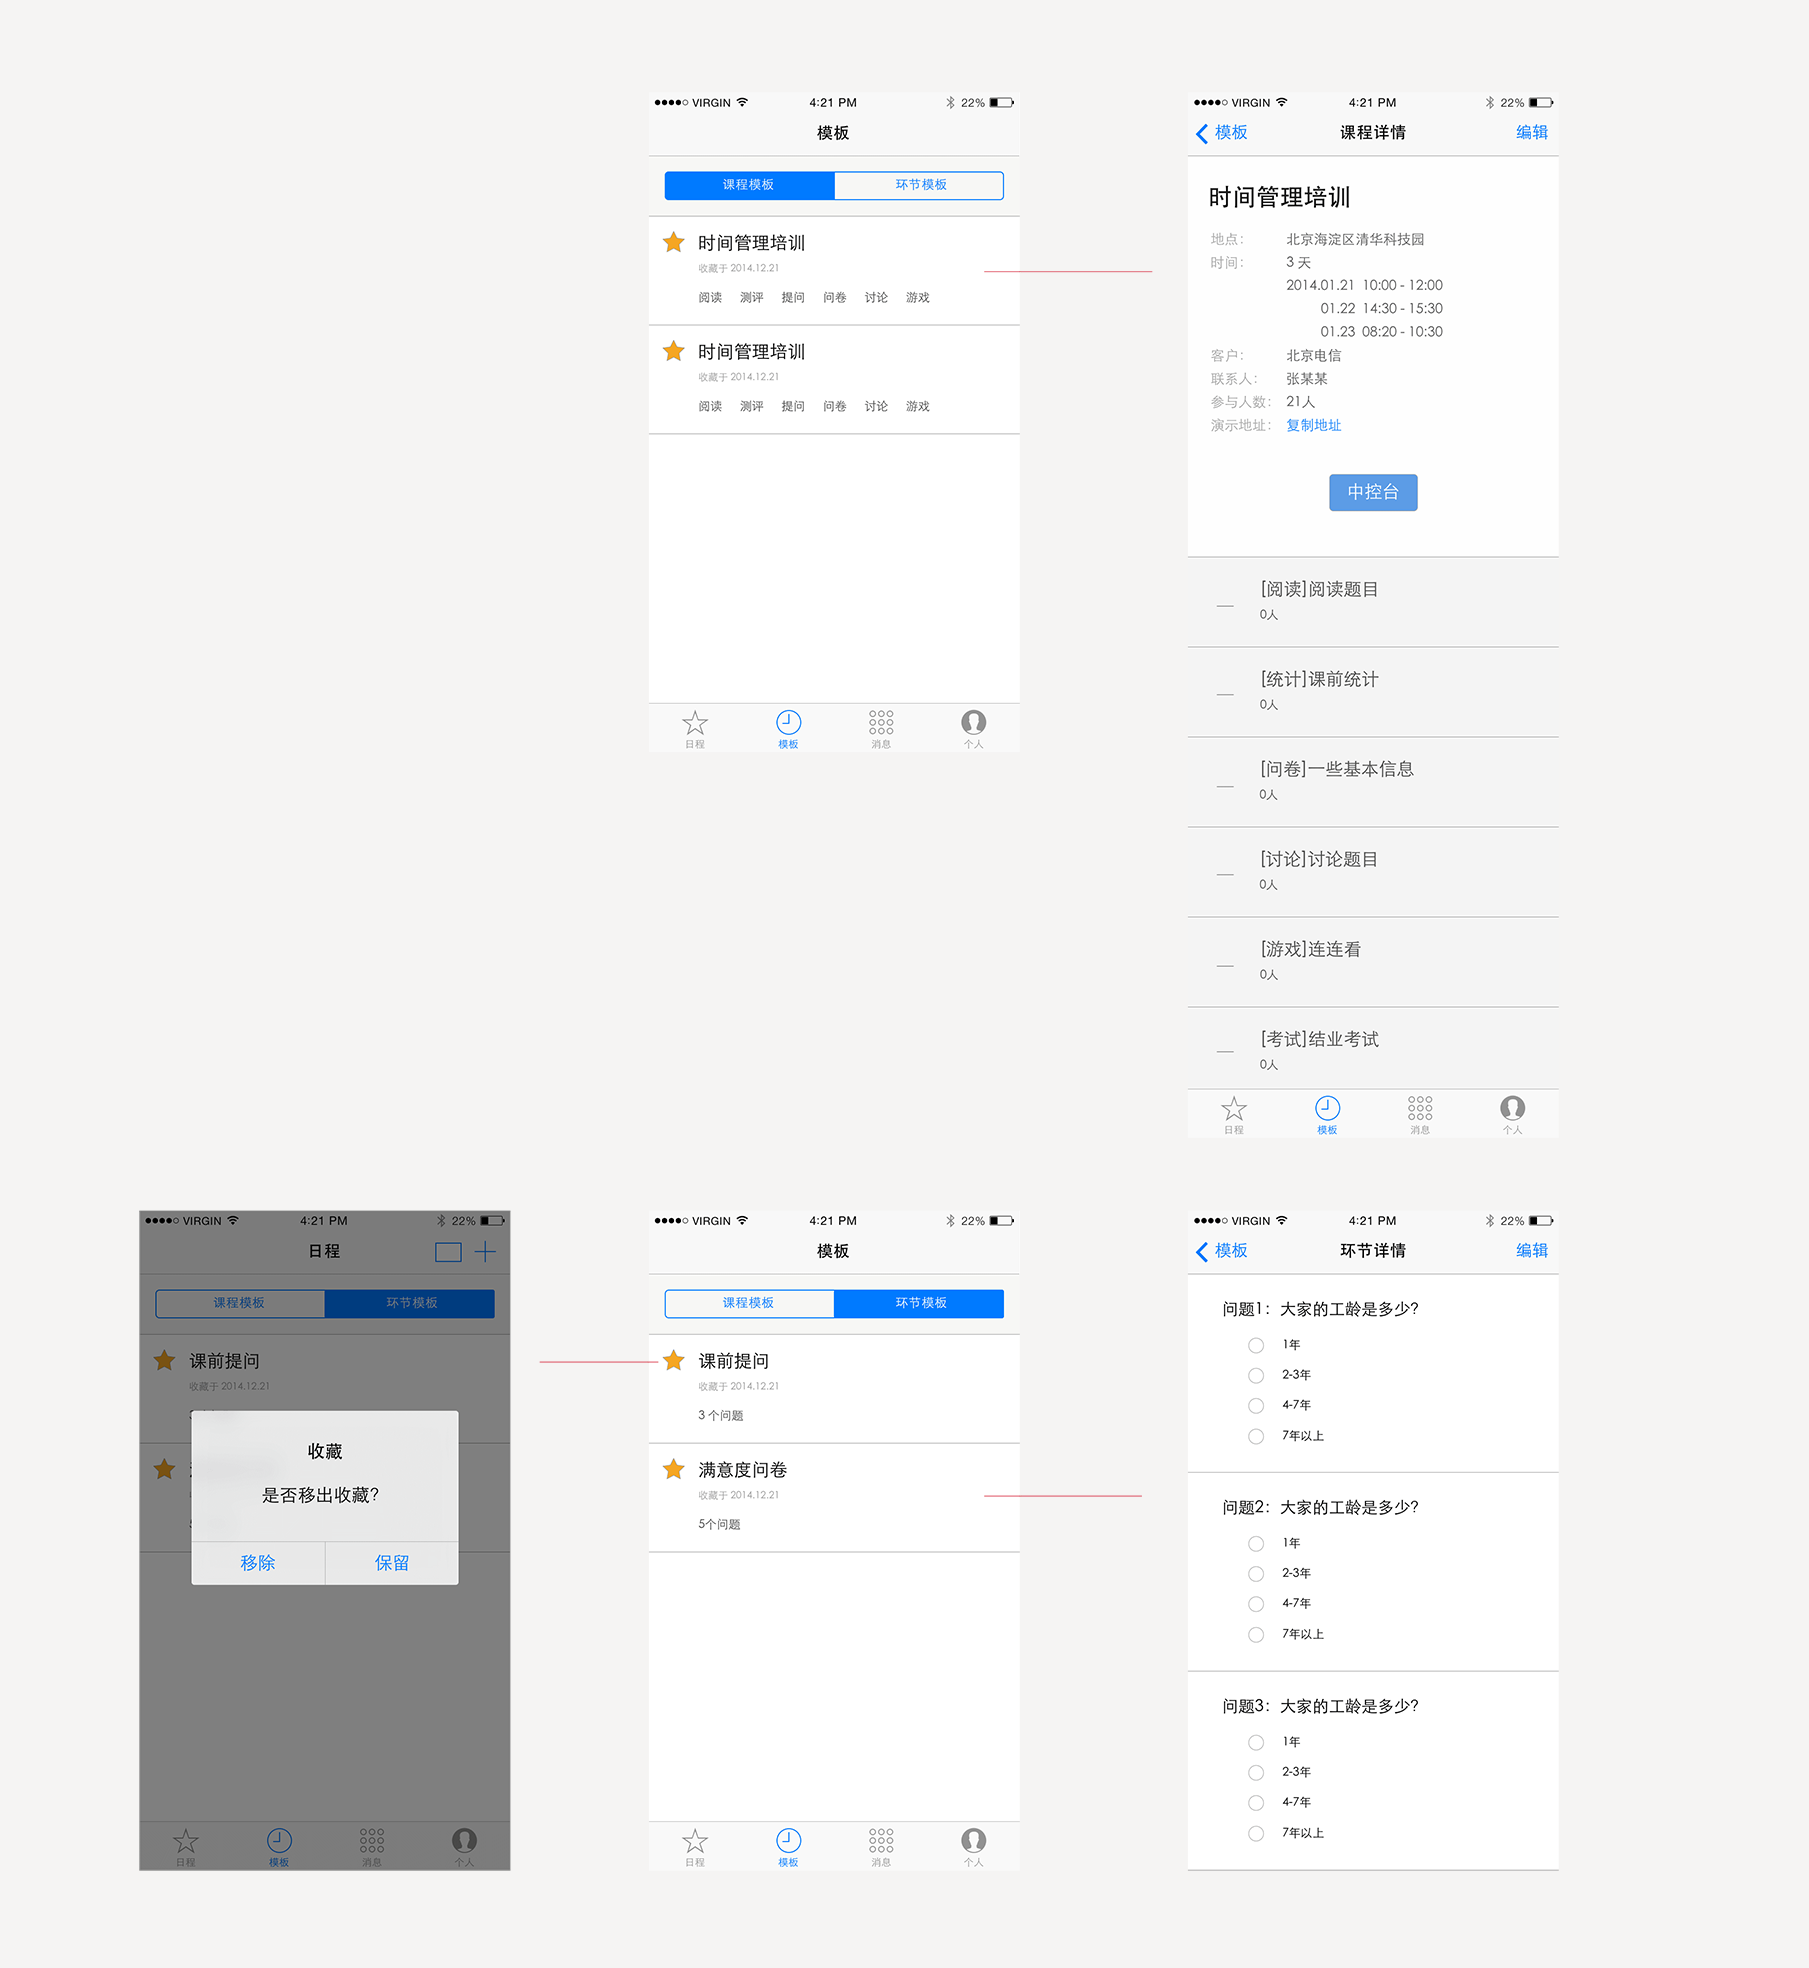 VIRGIN 4:21 PM 22%
模板
课程模板 环节模板
时间管理培训
收藏于 2014.12.21
阅读 测评 提问 问卷 讨论 游戏
时间管理培训
收藏于 2014.12.21
阅读 测评 提问 问卷 讨论 游戏
日程 模板 消息 个人
VIRGIN 4:21 PM 22%
模板 课程详情 编辑
时间管理培训
地点： 北京海淀区清华科技园
时间： 3 天
2014.01.21 10:00 - 12:00
01.22 14:30 - 15:30
01.23 08:20 - 10:30
客户： 北京电信
联系人： 张某某
参与人数： 21人
演示地址： 复制地址
中控台
[阅读]阅读题目
0人
[统计]课前统计
0人
[问卷]一些基本信息
0人
[讨论]讨论题目
0人
[游戏]连连看
0人
[考试]结业考试
0人
日程 模板 消息 个人
VIRGIN 4:21 PM 22%
日程
课程模板 环节模板
课前提问
收藏于 2014.12.21
收藏
是否移出收藏？
移除 保留
日程 模板 消息 个人
VIRGIN 4:21 PM 22%
模板
课程模板 环节模板
课前提问
收藏于 2014.12.21
3 个问题
满意度问卷
收藏于 2014.12.21
5个问题
日程 模板 消息 个人
VIRGIN 4:21 PM 22%
模板 环节详情 编辑
问题1：大家的工龄是多少？
1年
2-3年
4-7年
7年以上
问题2：大家的工龄是多少？
1年
2-3年
4-7年
7年以上
问题3：大家的工龄是多少？
1年
2-3年
4-7年
7年以上